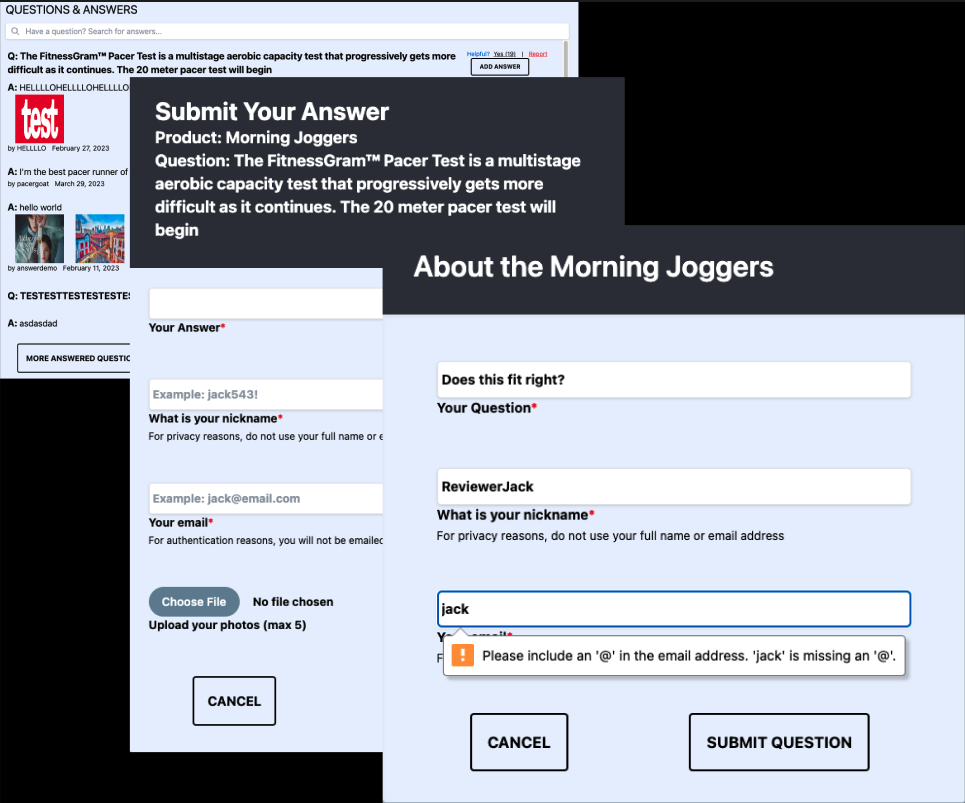 QUESTIONS & ANSWERS
Have a question? Search for answers...
Q: The FitnessGram™ Pacer Test is a multistage aerobic capacity test that progressively gets more
difficult as it continues. The 20 meter pacer test will begin
Helpful? Yes (19) | Report
ADD ANSWER
A: HELLLLOHELLLLOHELLLLO
test
by HELLLLO February 27, 2023
A: I'm the best pacer runner of
by pacergoat March 29, 2023
A: hello world
by answerdemo February 11, 2023
Q: TESTESTTESTESTESTES
A: asdasdad
MORE ANSWERED QUESTIO
Submit Your Answer
Product: Morning Joggers
Question: The FitnessGram™ Pacer Test is a multistage
aerobic capacity test that progressively gets more
difficult as it continues. The 20 meter pacer test will
begin
Your Answer*
Example: jack543!
What is your nickname*
For privacy reasons, do not use your full name or e
Example: jack@email.com
Your email*
For authentication reasons, you will not be emailed
Choose File No file chosen
Upload your photos (max 5)
CANCEL
About the Morning Joggers
Does this fit right?
Your Question*
ReviewerJack
What is your nickname*
For privacy reasons, do not use your full name or email address
jack
Please include an '@' in the email address. 'jack' is missing an '@'.
CANCEL
SUBMIT QUESTION